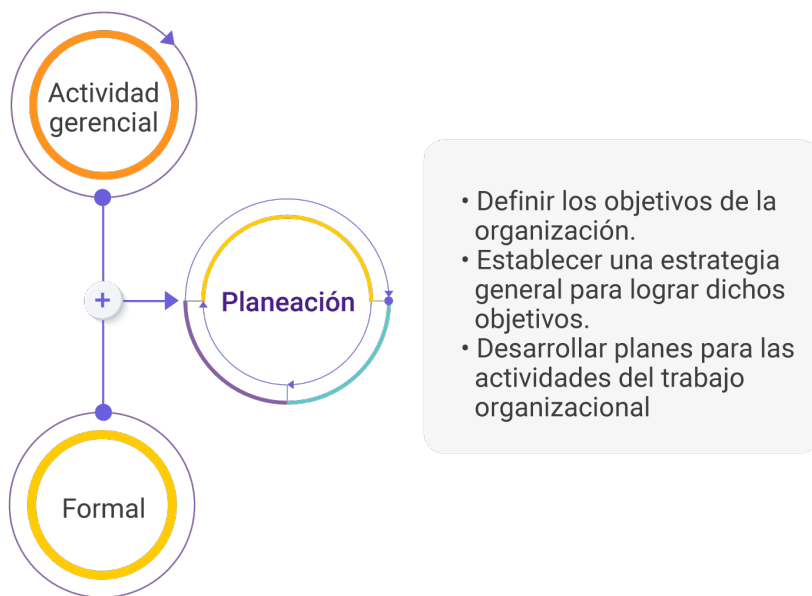 Actividad
gerencial
+
Planeación
• Definir los objetivos de la
organización.
• Establecer una estrategia
general para lograr dichos
objetivos.
• Desarrollar planes para las
actividades del trabajo
organizacional
Formal